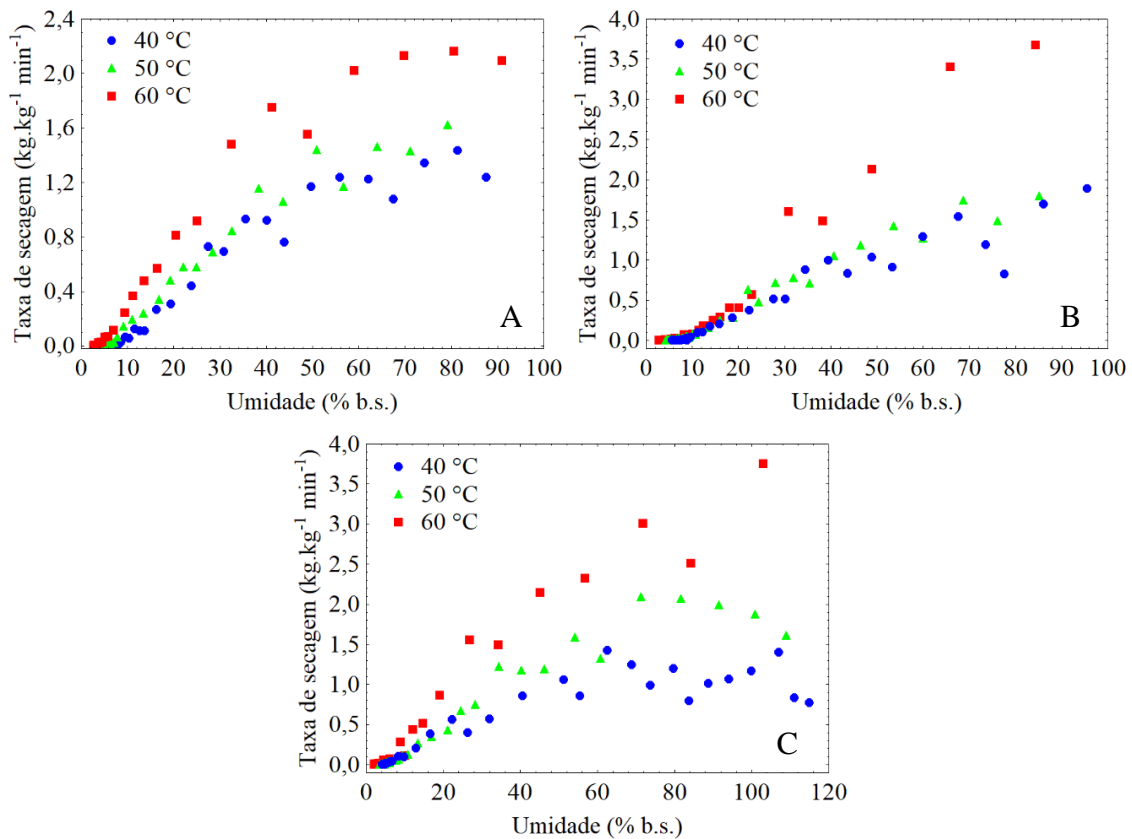 2,4
2,0
1,6
1,2
0,8
0,4
0,0
Taxa de secagem (kg.kg⁻¹ min⁻¹)
40 °C
50 °C
60 °C
A
0 10 20 30 40 50 60 70 80 90 100
Umidade (% b.s.)
4,0
3,5
3,0
2,5
2,0
1,5
1,0
0,5
0,0
Taxa de secagem (kg.kg⁻¹ min⁻¹)
40 °C
50 °C
60 °C
B
0 10 20 30 40 50 60 70 80 90 100
Umidade (% b.s.)
4,0
3,5
3,0
2,5
2,0
1,5
1,0
0,5
0,0
Taxa de secagem (kg.kg⁻¹ min⁻¹)
40 °C
50 °C
60 °C
C
0 20 40 60 80 100 120
Umidade (% b.s.)